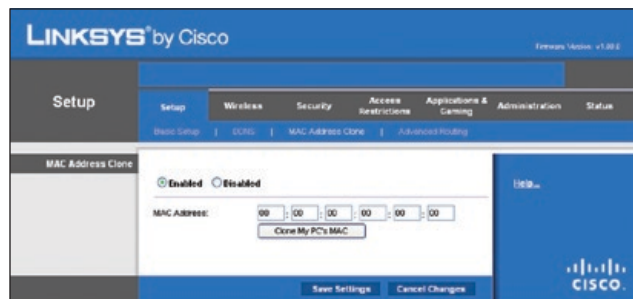 LINKSYS® by Cisco
Firmware Version: v1.00.0
Setup
Setup Wireless Security Access Restrictions Applications & Gaming Administration Status
Basic Setup | DDNS | MAC Address Clone | Advanced Routing
MAC Address Clone
Enabled Disabled
Help...
MAC Address: 00 : 00 : 00 : 00 : 00 : 00
Clone My PC's MAC
Save Settings Cancel Changes
CISCO.